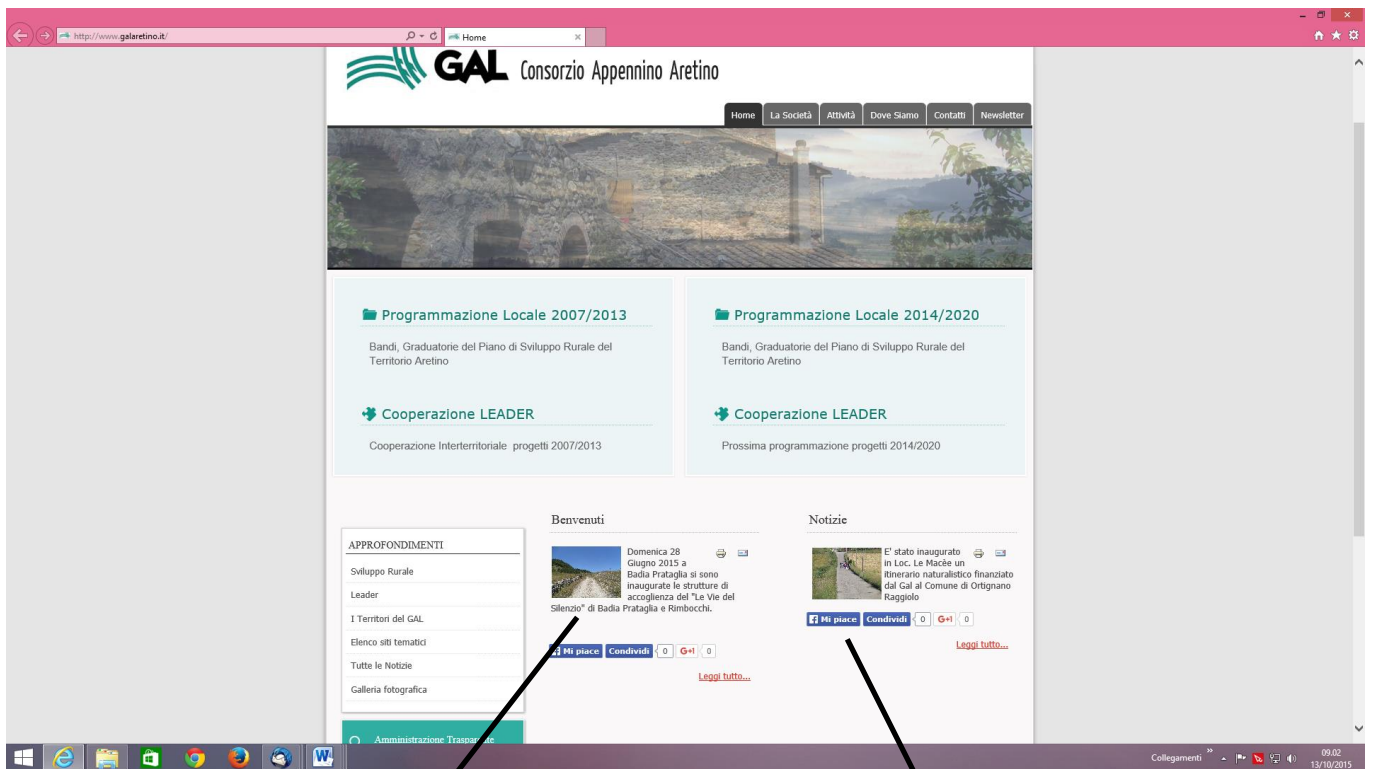 http://www.galaretino.it/
Home
GAL Consorzio Appennino Aretino
Home La Società Attività Dove Siamo Contatti Newsletter
Programmazione Locale 2007/2013
Bandi, Graduatorie del Piano di Sviluppo Rurale del
Territorio Aretino
Cooperazione LEADER
Cooperazione Interterritoriale progetti 2007/2013
Programmazione Locale 2014/2020
Bandi, Graduatorie del Piano di Sviluppo Rurale del
Territorio Aretino
Cooperazione LEADER
Prossima programmazione progetti 2014/2020
APPROFONDIMENTI
Sviluppo Rurale
Leader
I Territori del GAL
Elenco siti tematici
Tutte le Notizie
Galleria fotografica
Amministrazione Trasparente
Benvenuti
Domenica 28
Giugno 2015 a
Badia Prataglia si sono
inaugurate le strutture di
accoglienza del "Le Vie del
Silenzio" di Badia Prataglia e Rimbocchi.
Mi piace Condividi 0 G+1 0
Leggi tutto...
Notizie
E' stato inaugurato
in Loc. Le Macèe un
itinerario naturalistico finanziato
dal Gal al Comune di Ortignano
Raggiolo
Mi piace Condividi 0 G+1 0
Leggi tutto...
Collegamenti
09.02
13/10/2015